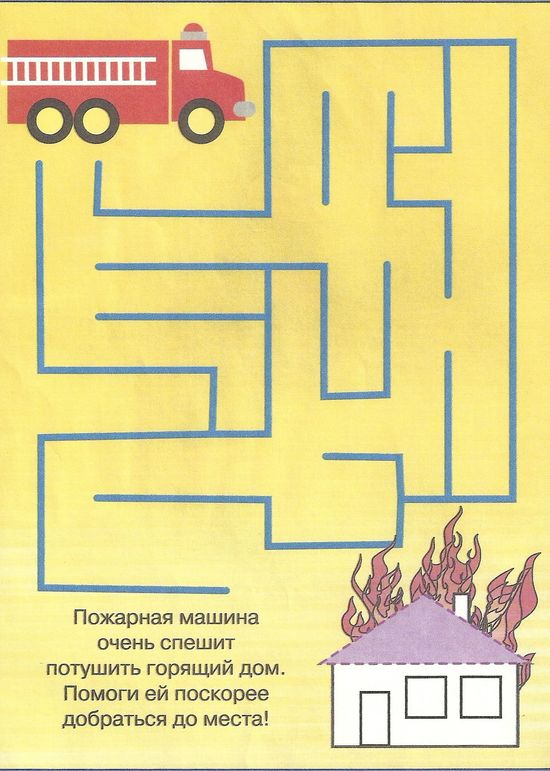 Пожарная машина
очень спешит
потушить горящий дом.
Помоги ей поскорее
добраться до места!